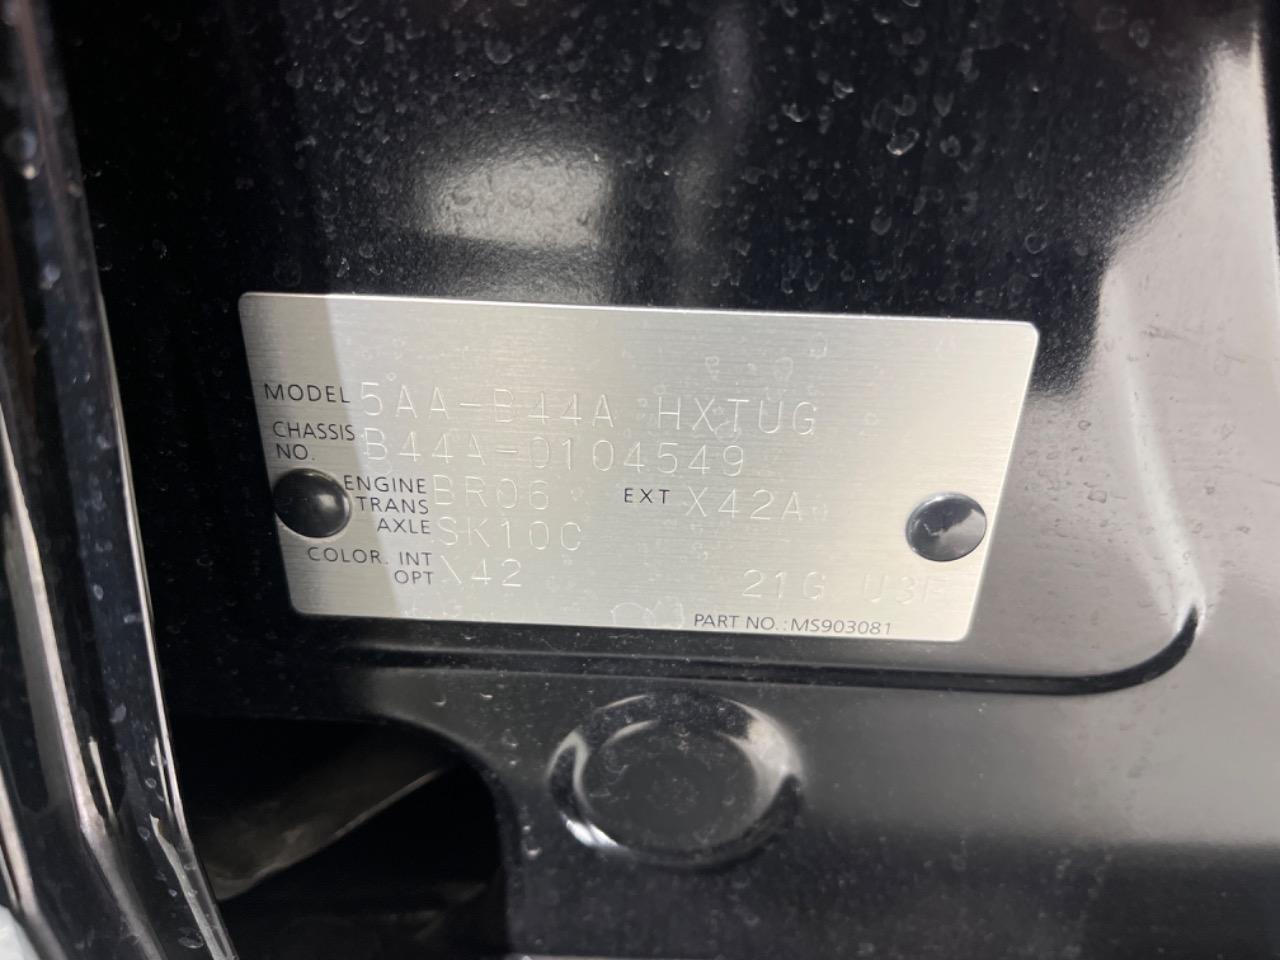 MODEL 5AA-B44A HXTUG
CHASSIS NO. B44A-0104549
ENGINE BR06 EXT X42A
TRANS AXLE SK10C
COLOR. INT
OPT \42 21G U3F
PART NO.: MS903081